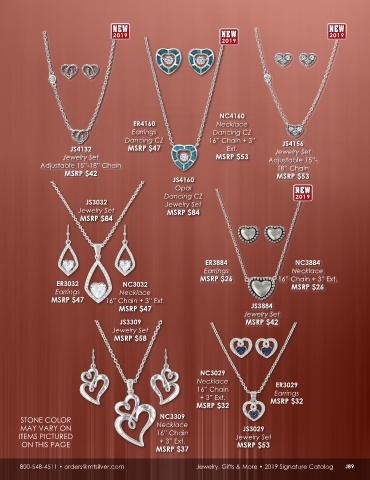 NEW
2019
NEW
2019
JS4132
Jewelry Set
Adjustable 15"-18" Chain
MSRP $42
ER4160
Earrings
Dancing CZ
MSRP $47
NC4160
Necklace
Dancing CZ
16" Chain + 3"
Ext.
MSRP $53
JS4160
Opal
Dancing CZ
Jewelry Set
MSRP $84
JS4156
Jewelry Set
Adjustable 15"-
18" Chain
MSRP $53
NEW
2019
JS3032
Jewelry Set
MSRP $84
ER3032
Earrings
MSRP $47
NC3032
Necklace
16" Chain + 3" Ext.
MSRP $47
ER3884
Earrings
MSRP $26
NC3884
Necklace
16" Chain + 3" Ext.
MSRP $26
JS3884
Jewelry Set
MSRP $42
NEW
2019
JS3309
Jewelry Set
MSRP $58
NC3309
Necklace
16" Chain
+ 3" Ext.
MSRP $37
NC3029
Necklace
16" Chain
+ 3" Ext.
MSRP $32
ER3029
Earrings
MSRP $32
JS3029
Jewelry Set
MSRP $53
STONE COLOR
MAY VARY ON
ITEMS PICTURED
ON THIS PAGE
800-548-4511 • orders@mtsilver.com
Jewelry, Gifts & More • 2019 Signature Catalog J89